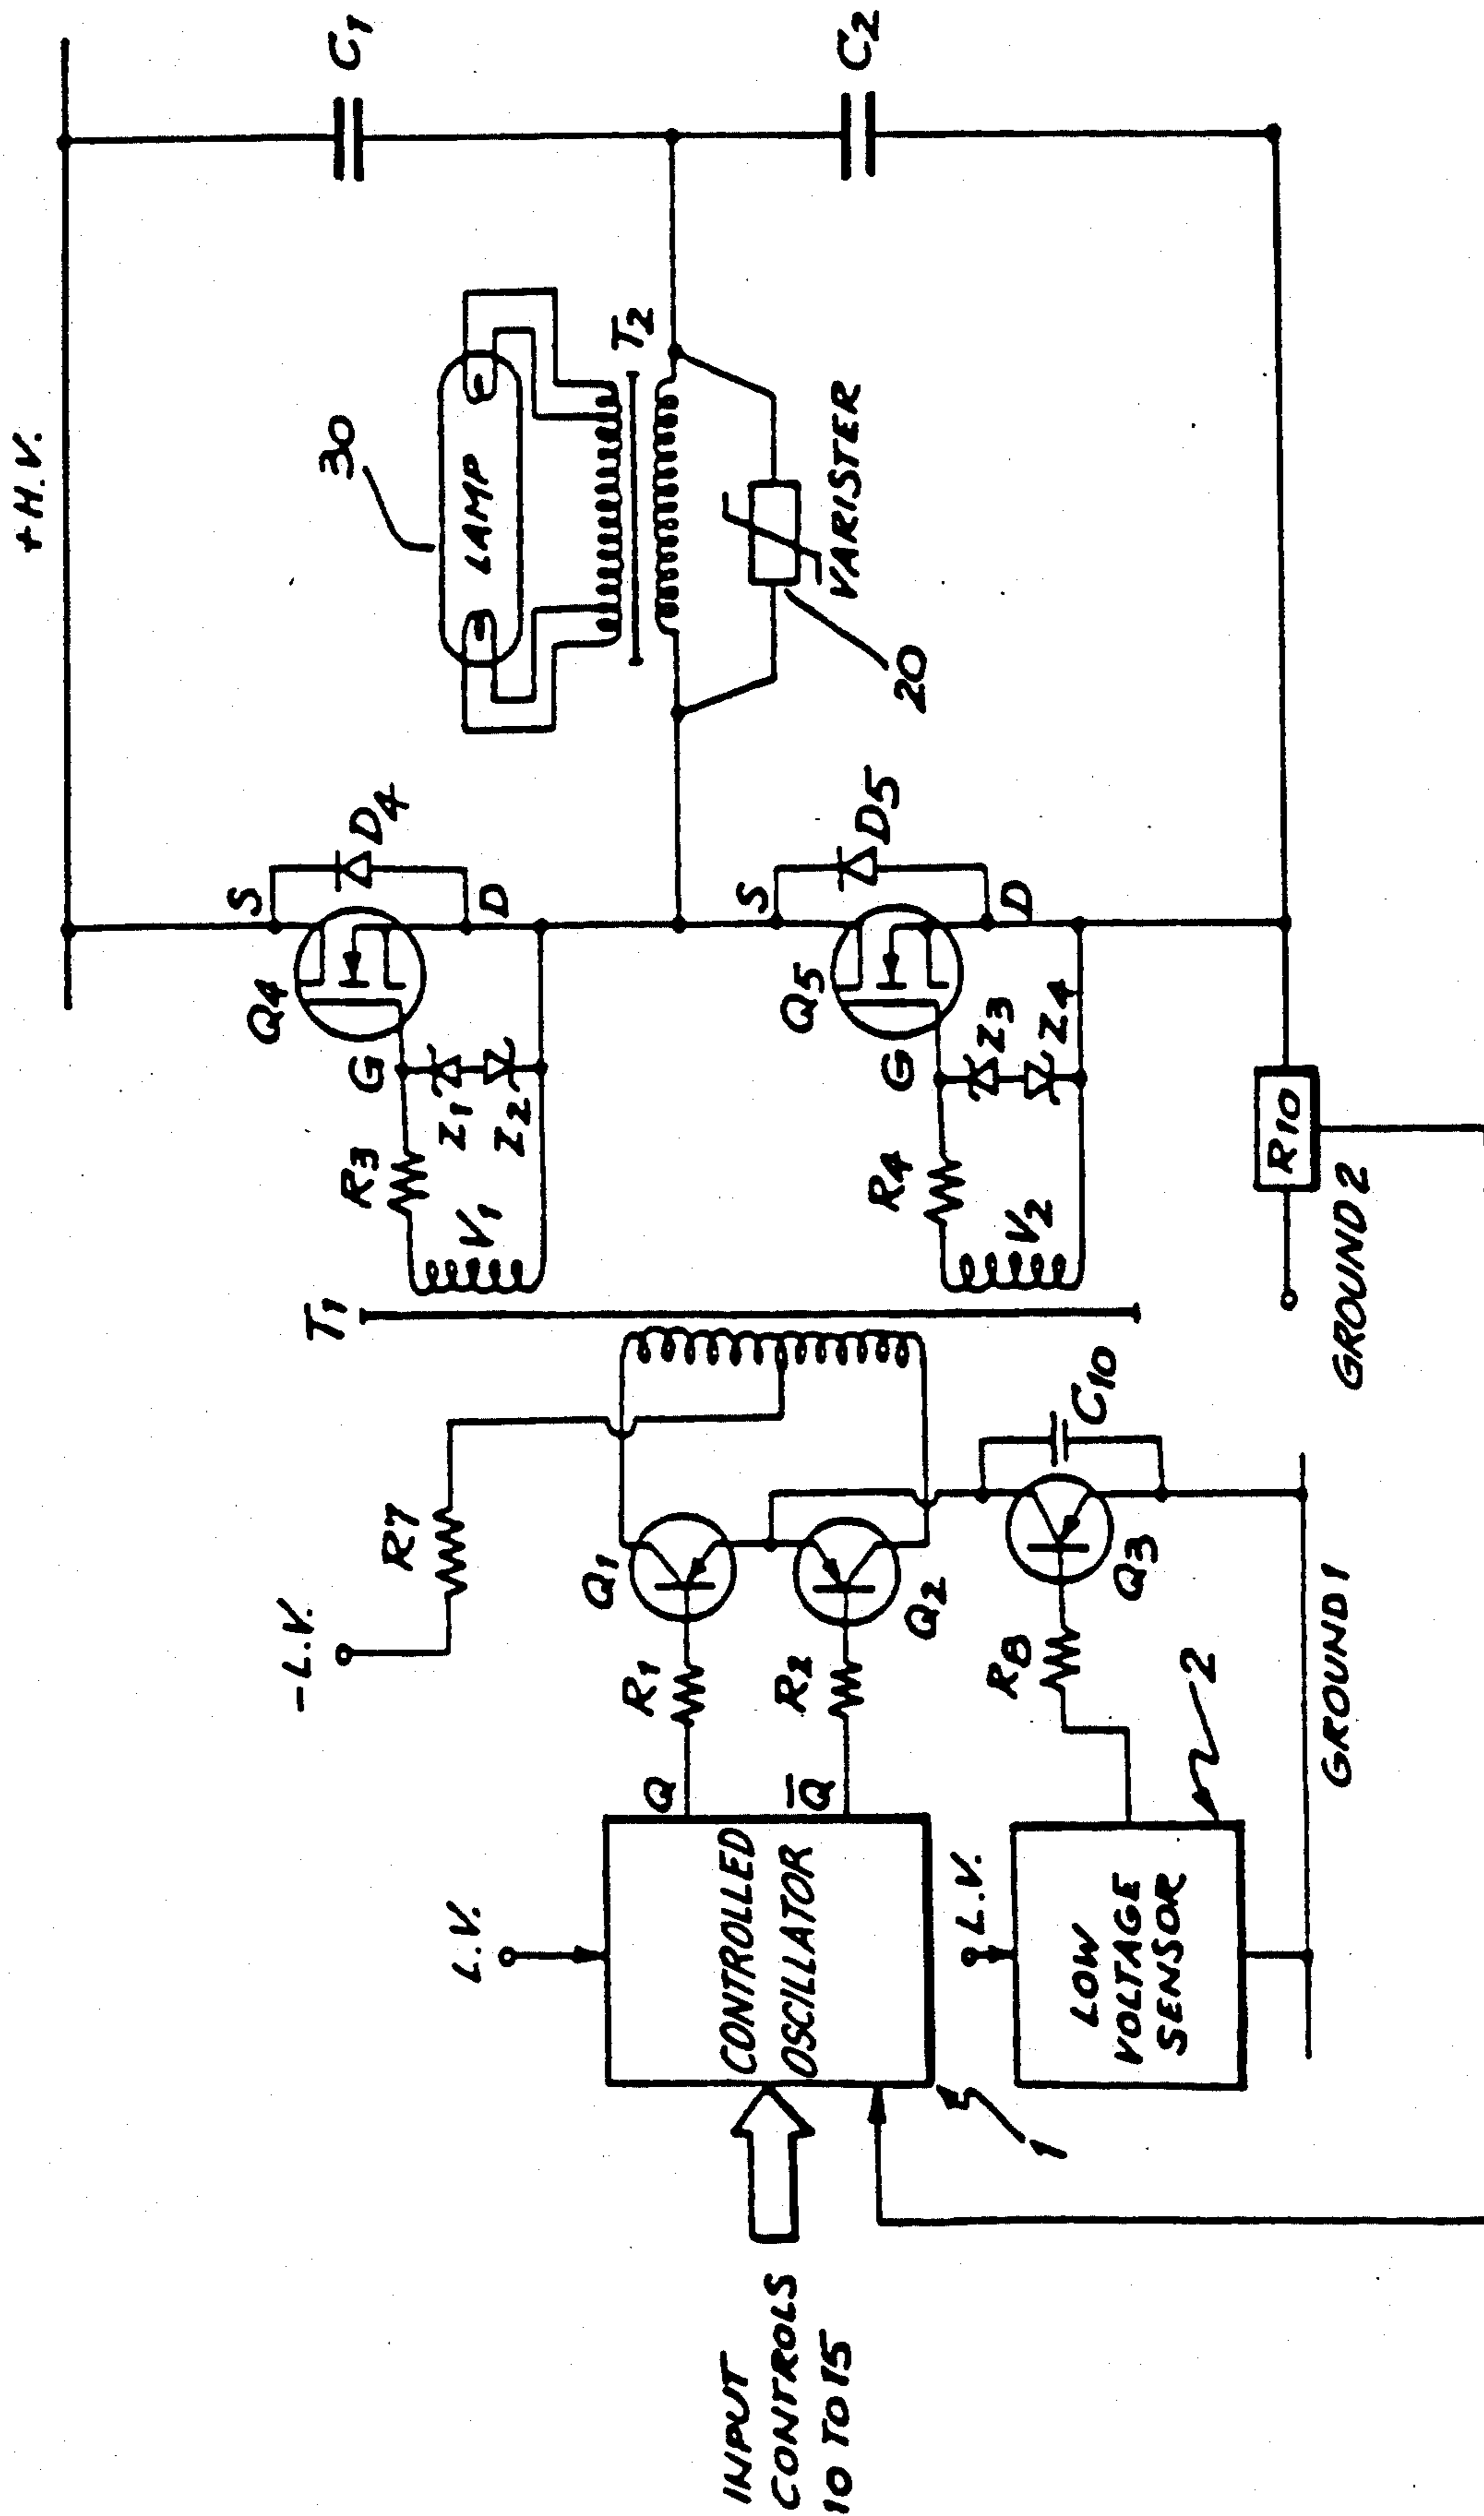 + H.V.
C1
C2
30
LAMP
T2
VARISTER
20
S
D4
D
Q4
G
Z1
Z2
R3
V1
S
D5
D
Q5
G
Z3
Z4
R4
V2
T1
R10
GROUND 2
C10
R7
-L.V.
Q1
Q2
Q3
R1
R2
R8
2
GROUND 1
Q
Q̅
L.V.
CONTROLLED
OSCILLATOR
L.V.
LOW
VOLTAGE
SENSOR
1
INPUT
CONTROLS
10 TO 15